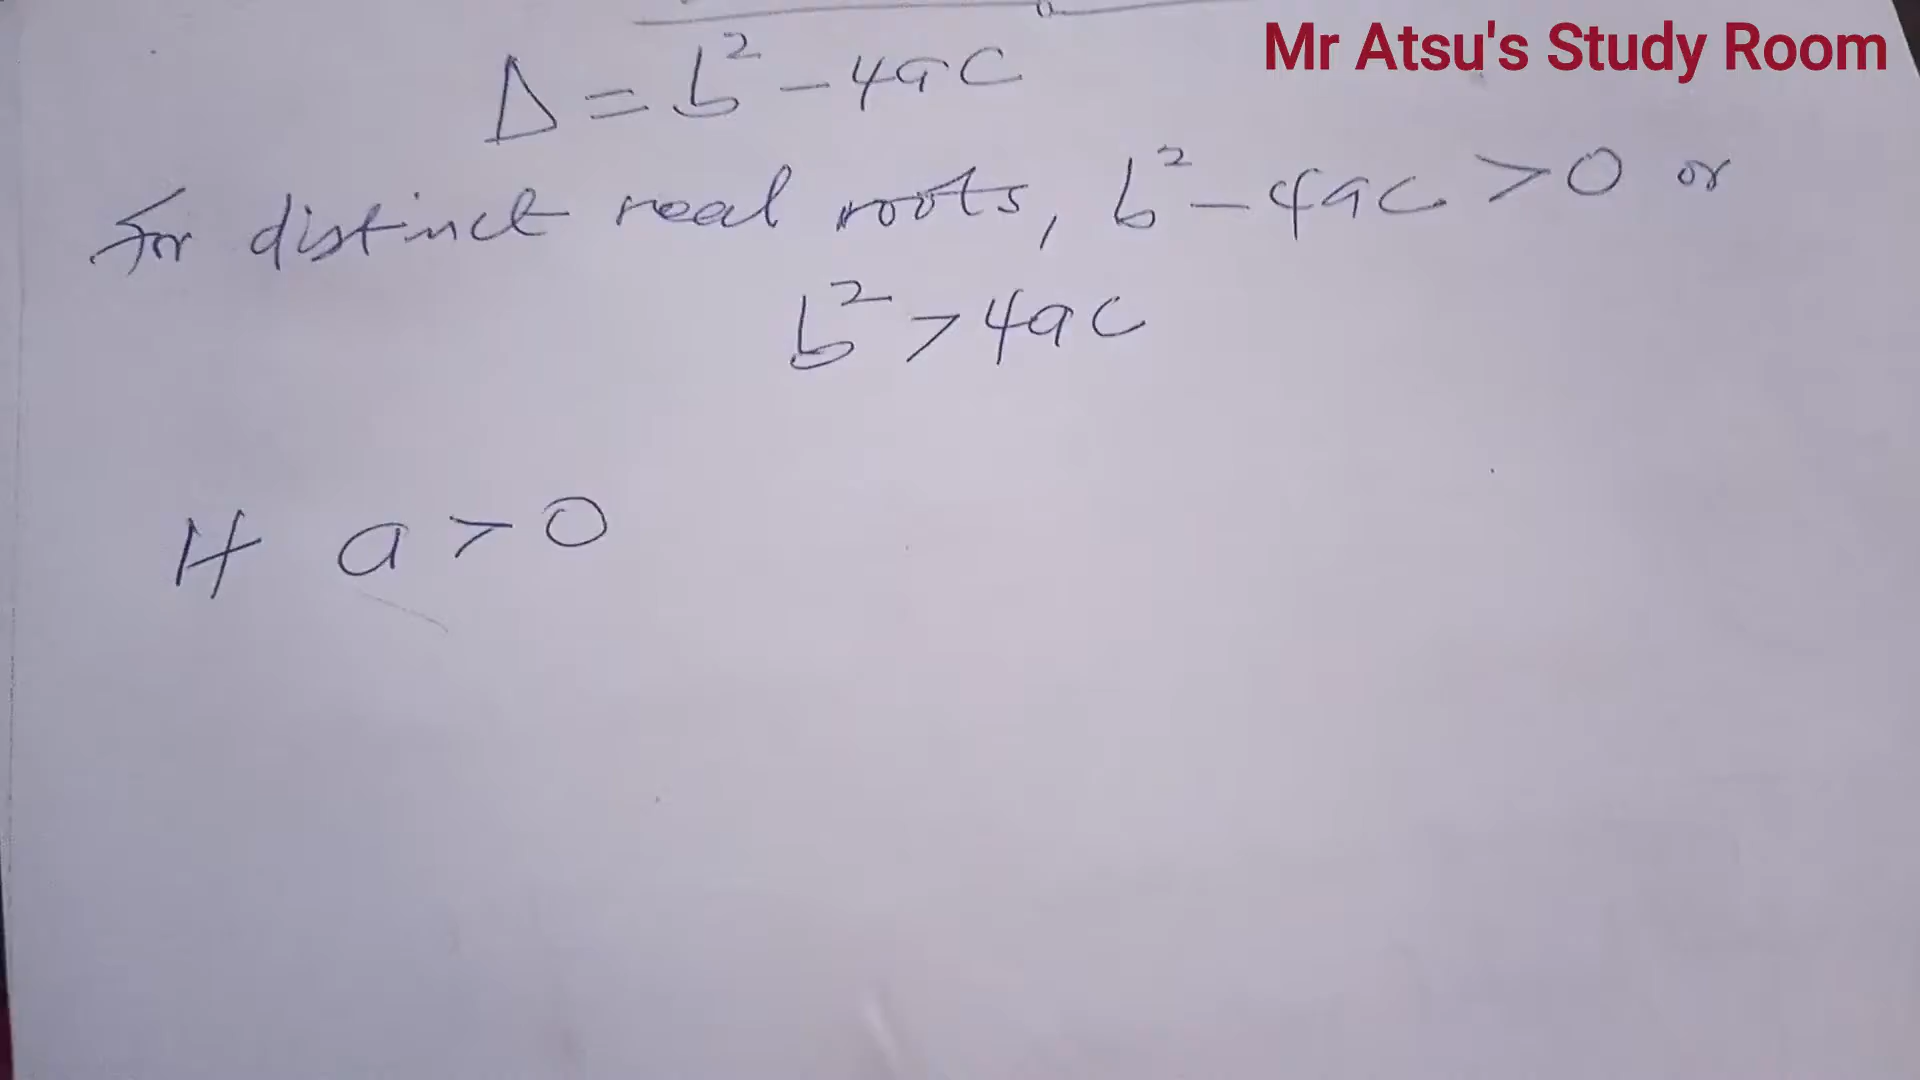 Mr Atsu's Study Room
Δ = b² - 4ac
For distinct real roots, b² - 4ac > 0 or
b² > 4ac
If a > 0